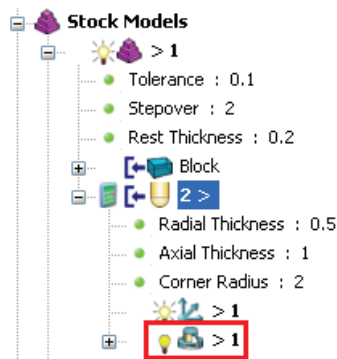 Stock Models
> 1
Tolerance : 0.1
Stepover : 2
Rest Thickness : 0.2
Block
2 >
Radial Thickness : 0.5
Axial Thickness : 1
Corner Radius : 2
> 1
> 1